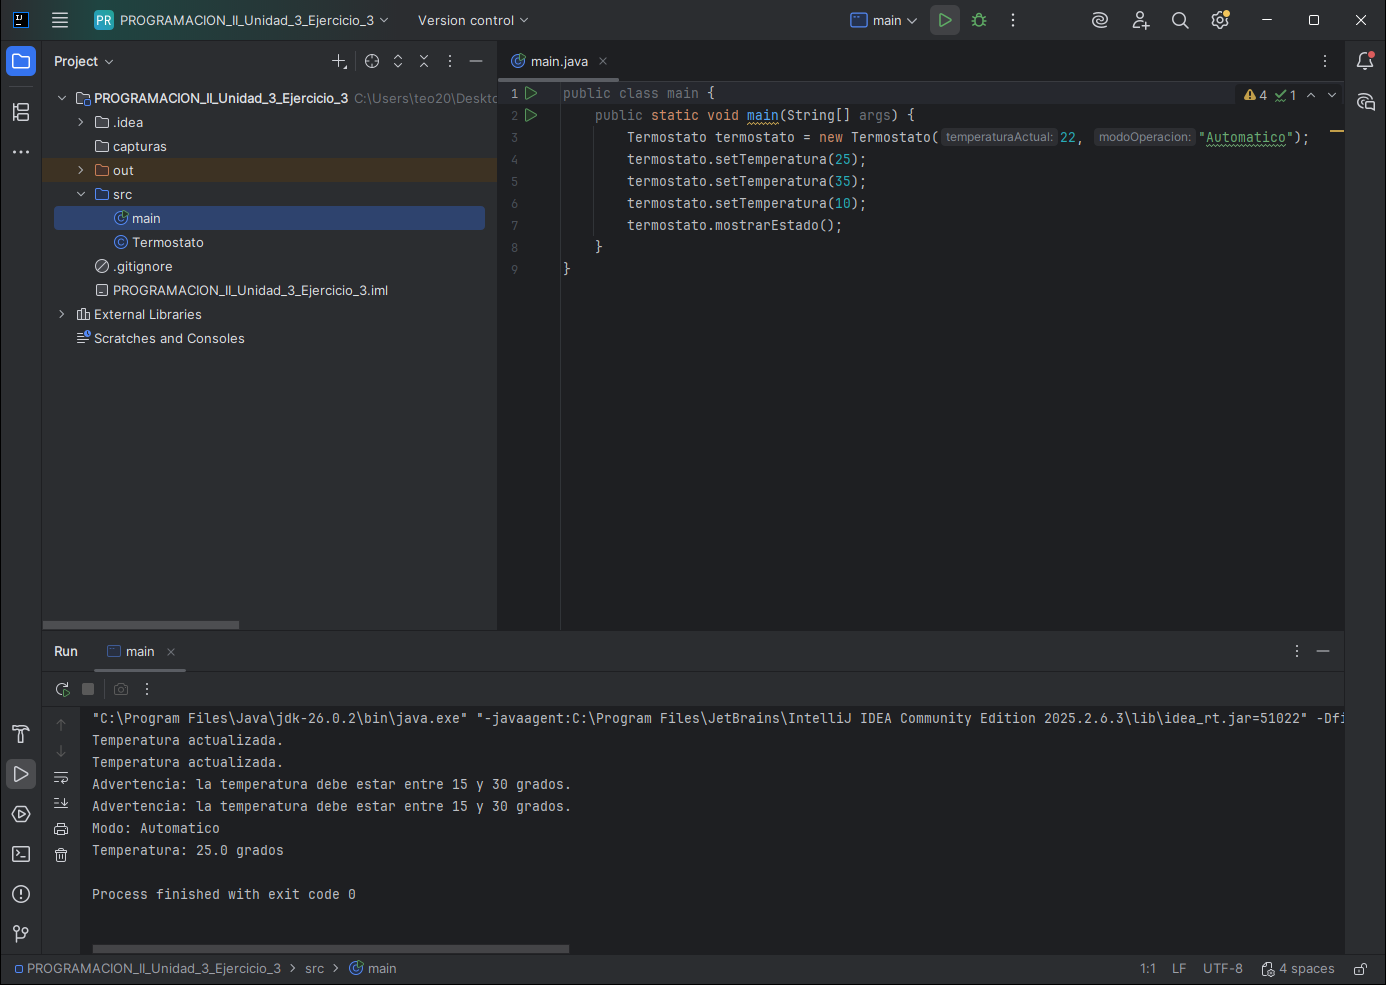 PR PROGRAMACION_II_Unidad_3_Ejercicio_3 Version control main
Project
main.java
PROGRAMACION_II_Unidad_3_Ejercicio_3 C:\Users\teo20\Deskto
.idea
capturas
out
src
main
Termostato
.gitignore
PROGRAMACION_II_Unidad_3_Ejercicio_3.iml
External Libraries
Scratches and Consoles
4 1
1 public class main {
2 public static void main(String[] args) {
3 Termostato termostato = new Termostato( temperaturaActual: 22, modoOperacion: "Automatico");
4 termostato.setTemperatura(25);
5 termostato.setTemperatura(35);
6 termostato.setTemperatura(10);
7 termostato.mostrarEstado();
8 }
9 }
Run main
"C:\Program Files\Java\jdk-26.0.2\bin\java.exe" "-javaagent:C:\Program Files\JetBrains\IntelliJ IDEA Community Edition 2025.2.6.3\lib\idea_rt.jar=51022" -Dfi
Temperatura actualizada.
Temperatura actualizada.
Advertencia: la temperatura debe estar entre 15 y 30 grados.
Advertencia: la temperatura debe estar entre 15 y 30 grados.
Modo: Automatico
Temperatura: 25.0 grados
Process finished with exit code 0
PROGRAMACION_II_Unidad_3_Ejercicio_3 > src > main 1:1 LF UTF-8 4 spaces